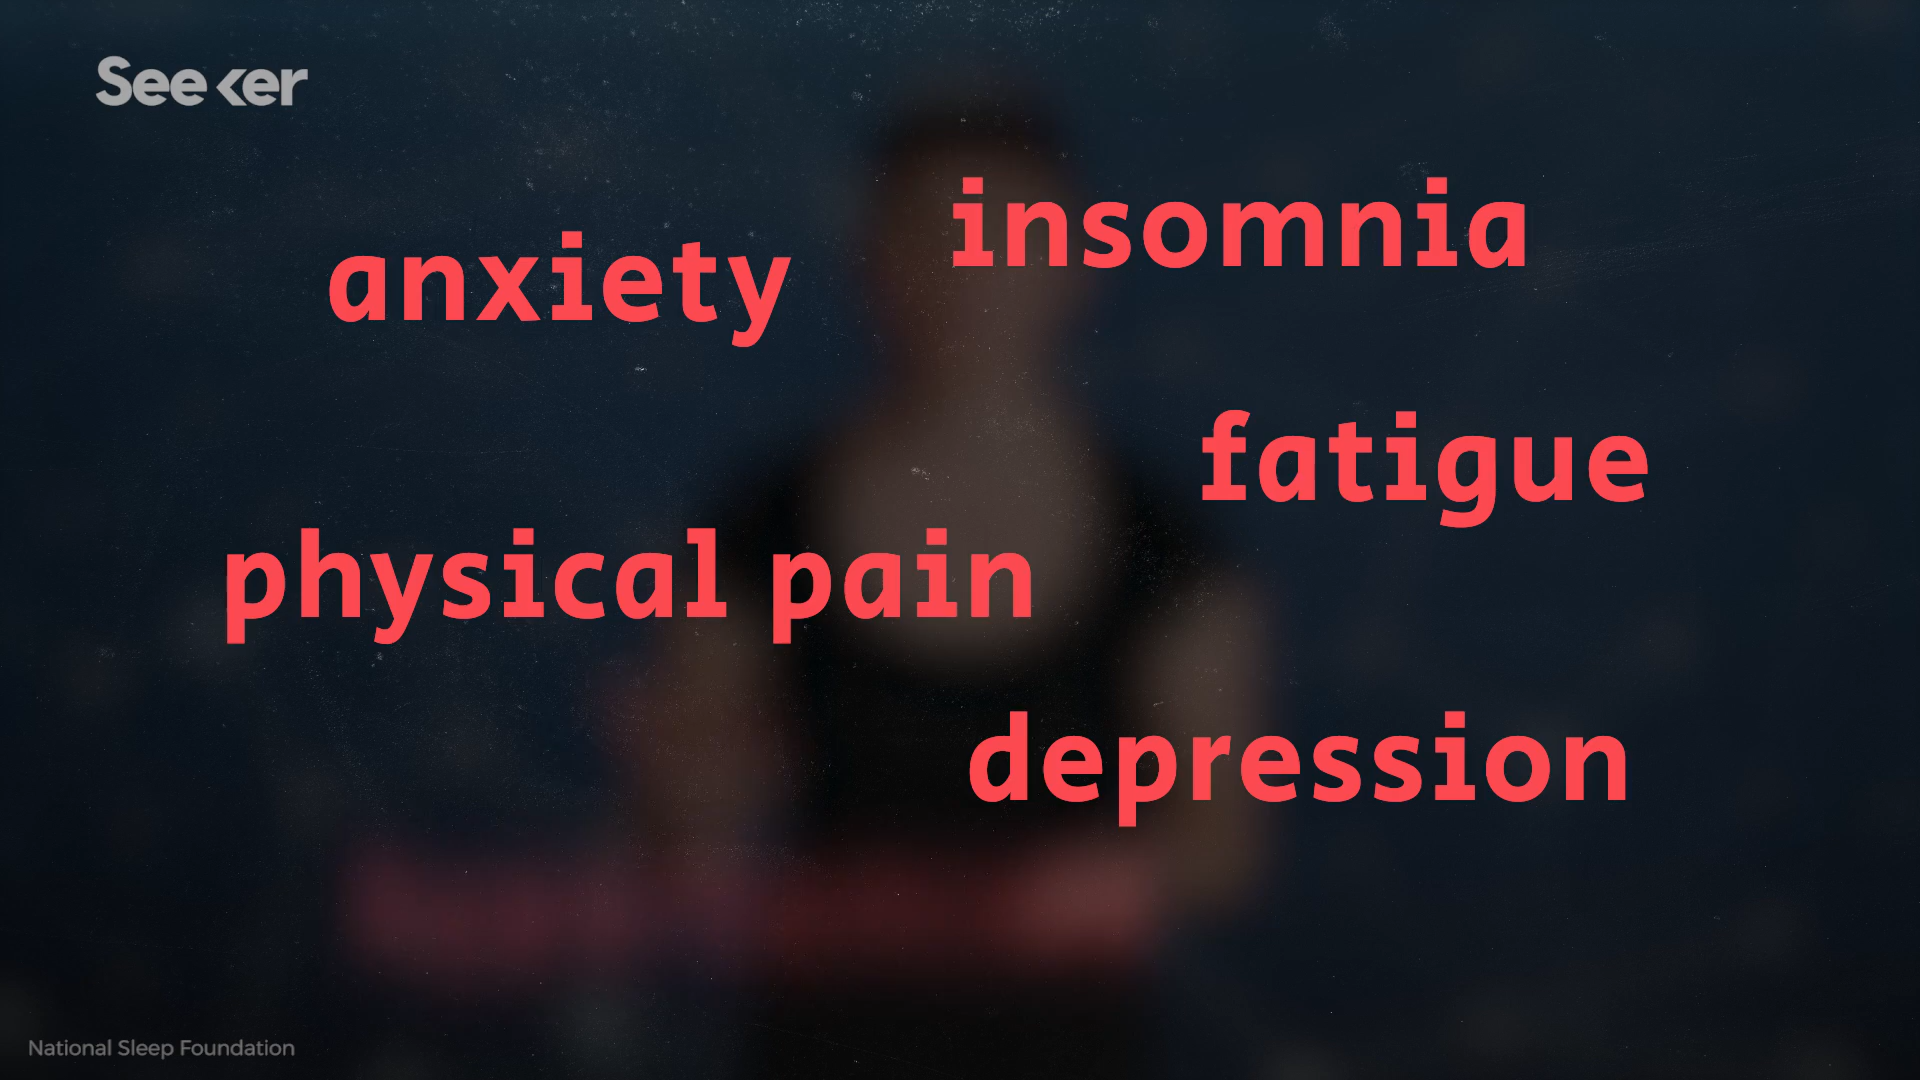 Seeker
insomnia
anxiety
fatigue
physical pain
depression
National Sleep Foundation